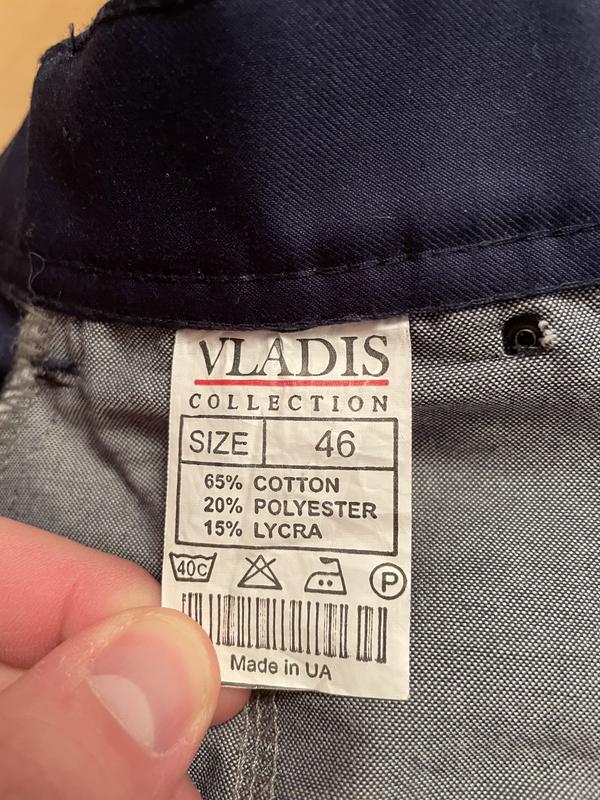 VLADIS
COLLECTION
SIZE 46
65% COTTON
20% POLYESTER
15% LYCRA
40C P
Made in UA